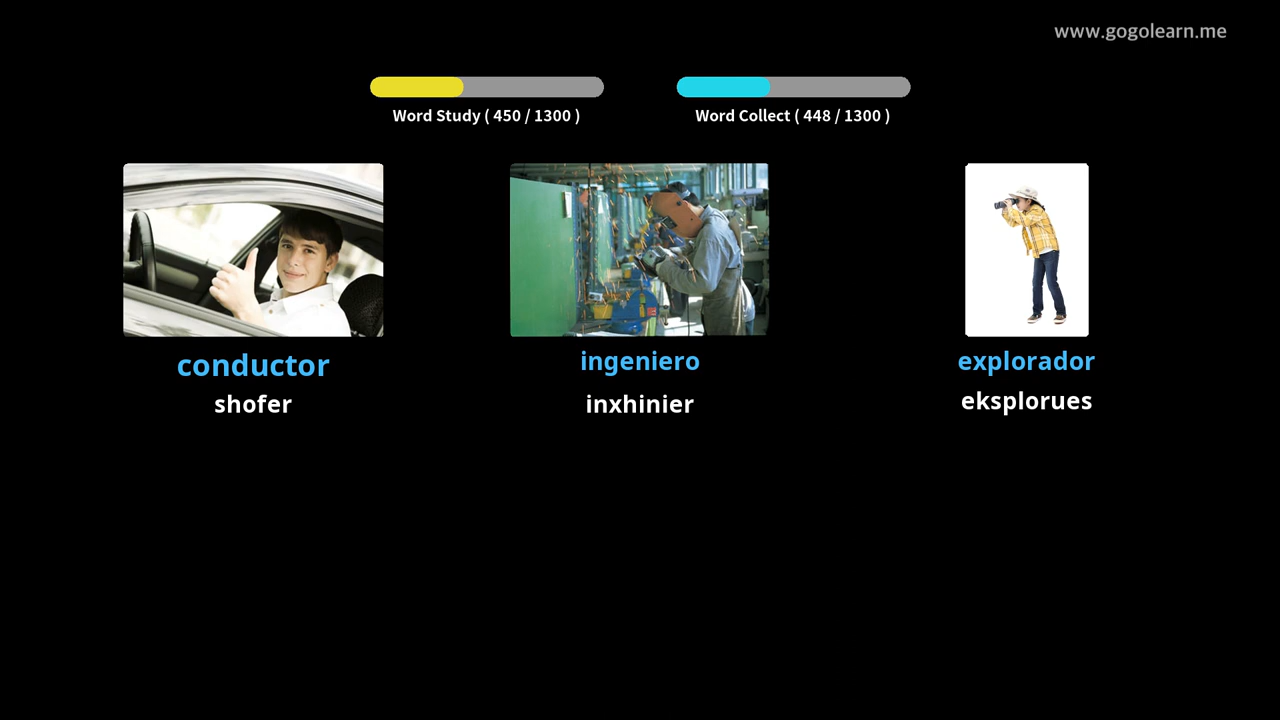 www.gogolearn.me
Word Study ( 450 / 1300 )
Word Collect ( 448 / 1300 )
conductor
shofer
ingeniero
inxhinier
explorador
eksplorues